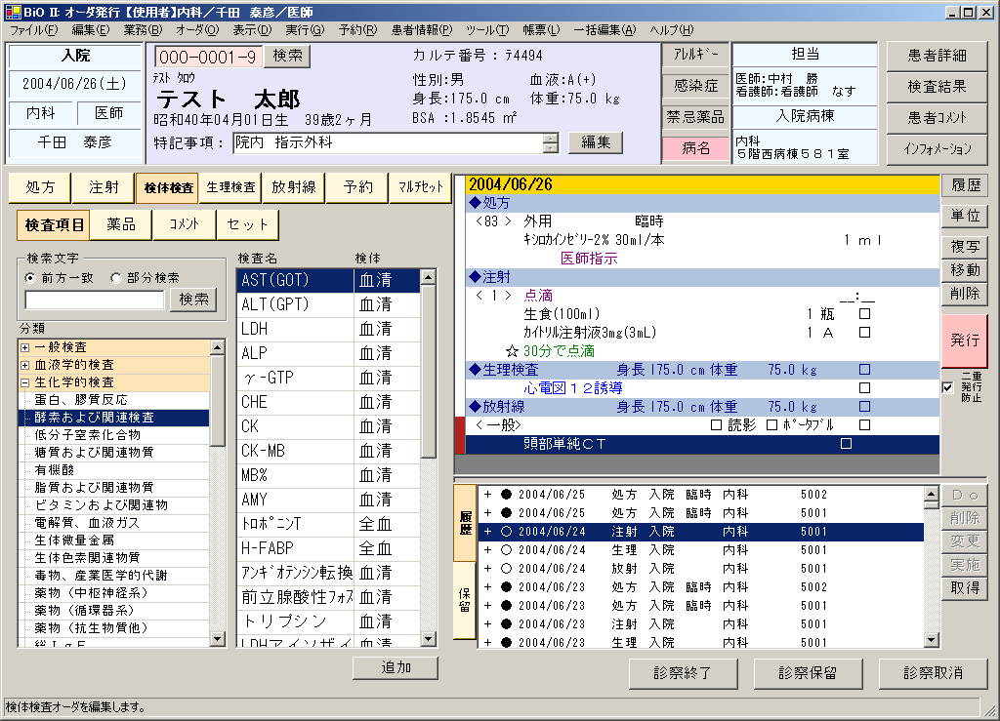 BiO II: オーダ発行【使用者】内科／千田　泰彦／医師
ファイル(F) 編集(E) 業務(B) オーダ(O) 表示(D) 実行(G) 予約(R) 患者情報(P) ツール(T) 帳票(L) 一括編集(A) ヘルプ(H)
入院
2004/06/26(土)
内科 医師
千田　泰彦
000-0001-9 検索 カルテ番号：ﾃ4494
ﾃｽﾄ ﾀﾛｳ
テスト　太郎
昭和40年04月01日生　39歳2ヶ月
性別:男 血液:A(+)
身長:175.0 cm 体重:75.0 kg
BSA :1.8545 ㎡
特記事項： 院内　指示外科 編集
ｱﾚﾙｷﾞｰ
感染症
禁忌薬品
病名
担当
医師:中村　勝
看護師:看護師　なす
入院病棟
内科
５階西病棟５８１室
患者詳細
検査結果
患者ｺﾒﾝﾄ
ｲﾝﾌｫﾒｰｼｮﾝ
処方 注射 検体検査 生理検査 放射線 予約 ﾏﾙﾁｾｯﾄ
検査項目 薬品 ｺﾒﾝﾄ セット
検索文字
前方一致 部分検索
検索
分類
一般検査
血液学的検査
生化学的検査
蛋白、膠質反応
酵素および関連検査
低分子窒素化合物
糖質および関連物質
有機酸
脂質および関連物質
ビタミンおよび関連物
電解質、血液ガス
生体微量金属
生体色素関連物質
毒物、産業医学的代謝
薬物（中枢神経系）
薬物（循環器系）
薬物（抗生物質他）
総ＩｇＥ
検査名 検体
AST(GOT) 血清
ALT(GPT) 血清
LDH 血清
ALP 血清
γ-GTP 血清
CHE 血清
CK 血清
CK-MB 血清
MB% 血清
AMY 血清
ﾄﾛﾎﾟﾆﾝT 全血
H-FABP 全血
ｱﾝｷﾞｵﾃﾝｼﾝ転換 血清
前立腺酸性ﾌｫｽ 血清
トリプシン 血清
LDHアイソザイ 血清
追加
2004/06/26
◆処方
<83 > 外用 臨時
ｷｼﾛｶｲﾝｾﾞﾘｰ2% 30ml/本 1 ｍｌ
医師指示
◆注射
< 1 > 点滴 __:__
生食(100ml) 1 瓶
ｶｲﾄﾘﾙ注射液3mg(3mL) 1 Ａ
☆ 30分で点滴
◆生理検査 身長 175.0 cm 体重 75.0 kg
心電図１２誘導
◆放射線 身長 175.0 cm 体重 75.0 kg
<一般> 読影 ﾎﾟｰﾀﾌﾞﾙ
頭部単純ＣＴ
履歴
単位
複写
移動
削除
発行
二重発行防止
履歴
保留
+ ● 2004/06/25 処方 入院 臨時 内科 5002
+ ● 2004/06/25 処方 入院 臨時 内科 5001
+ ○ 2004/06/24 注射 入院 内科 5001
+ ○ 2004/06/24 生理 入院 内科 5001
+ ○ 2004/06/24 放射 入院 内科 5001
+ ● 2004/06/23 処方 入院 臨時 内科 5002
+ ● 2004/06/23 処方 入院 臨時 内科 5001
+ ● 2004/06/23 注射 入院 内科 5001
+ ● 2004/06/23 生理 入院 内科 5001
Ｄｏ
削除
変更
実施
取得
診察終了 診察保留 診察取消
検体検査オーダを編集します。